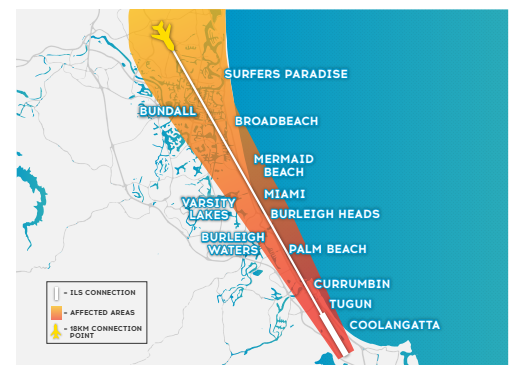 SURFERS PARADISE
BUNDALL
BROADBEACH
MERMAID
BEACH
MIAMI
VARSITY
LAKES
BURLEIGH HEADS
BURLEIGH
WATERS
PALM BEACH
CURRUMBIN
TUGUN
COOLANGATTA
= ILS CONNECTION
= AFFECTED AREAS
= 18KM CONNECTION
POINT